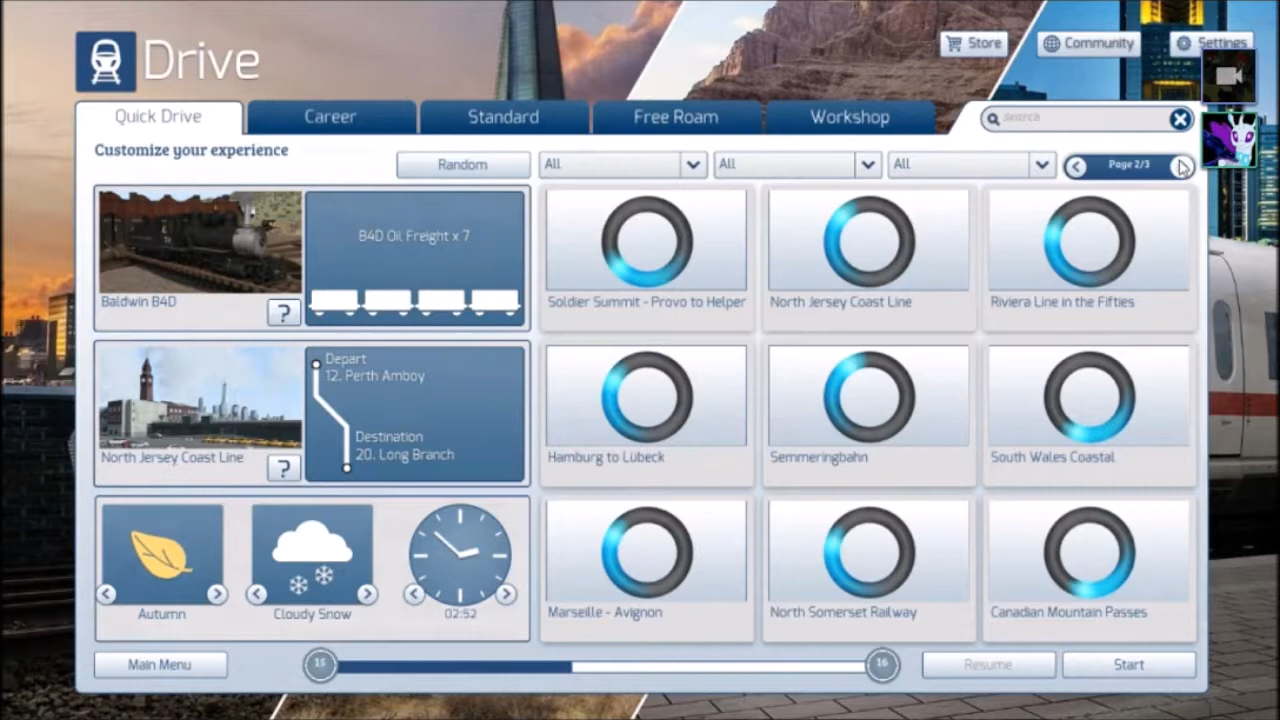 Drive
Store
Community
Settings
Quick Drive
Career
Standard
Free Roam
Workshop
Search
Customize your experience
Random
All
All
All
Page 2/3
Baldwin B4D
?
B4D Oil Freight x 7
Soldier Summit - Provo to Helper
North Jersey Coast Line
Riviera Line in the Fifties
North Jersey Coast Line
?
Depart
12. Perth Amboy
Destination
20. Long Branch
Hamburg to Lübeck
Semmeringbahn
South Wales Coastal
Autumn
Cloudy Snow
02:52
Marseille - Avignon
North Somerset Railway
Canadian Mountain Passes
Main Menu
15
16
Resume
Start